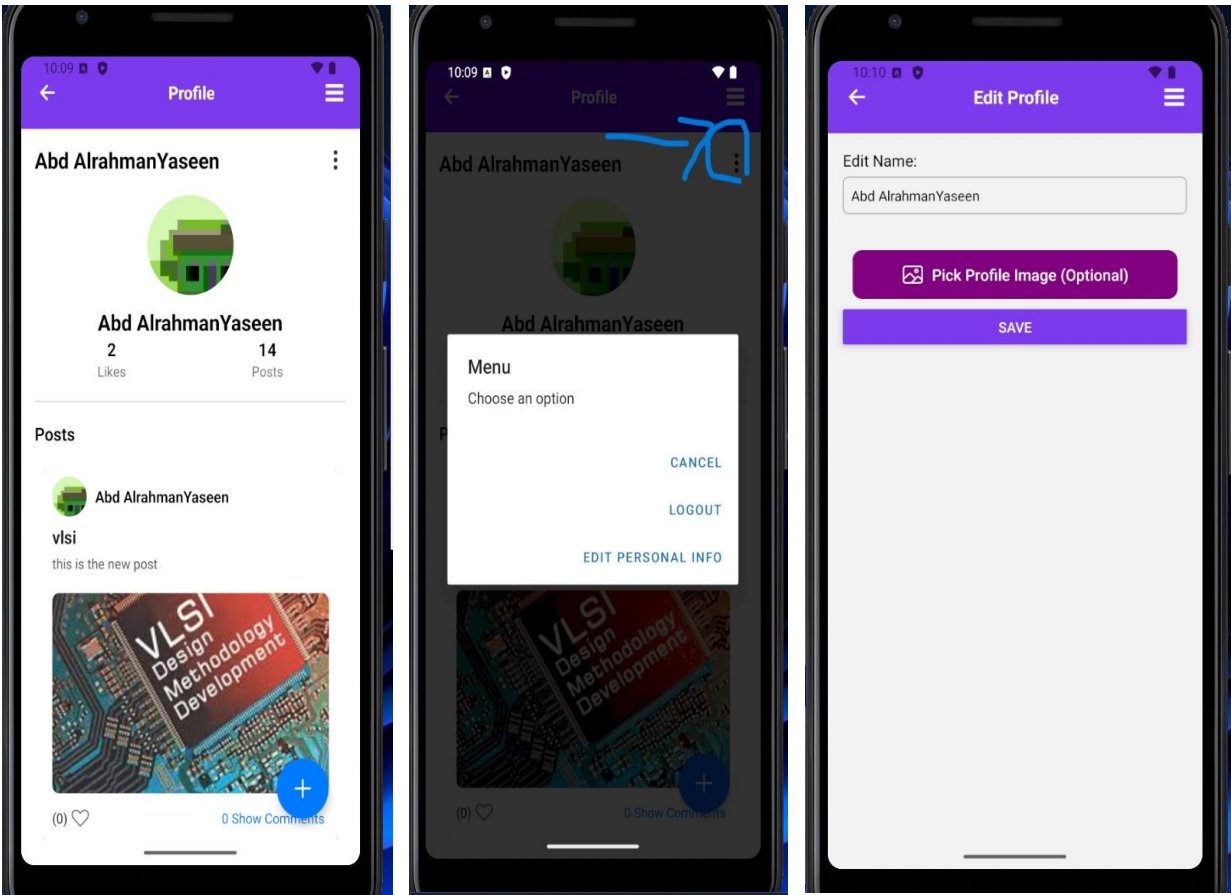 10:09
Profile
Abd AlrahmanYaseen
Abd AlrahmanYaseen
2 14
Likes Posts
Posts
Abd AlrahmanYaseen
vlsi
this is the new post
VLSI
Design
Methodology
Development
+
(0) 0 Show Comments
10:09
Profile
Abd AlrahmanYaseen
Abd AlrahmanYaseen
Menu
Choose an option
CANCEL
LOGOUT
EDIT PERSONAL INFO
VLSI
Design
Methodology
Development
+
(0) 0 Show Comments
10:10
Edit Profile
Edit Name:
Abd AlrahmanYaseen
Pick Profile Image (Optional)
SAVE